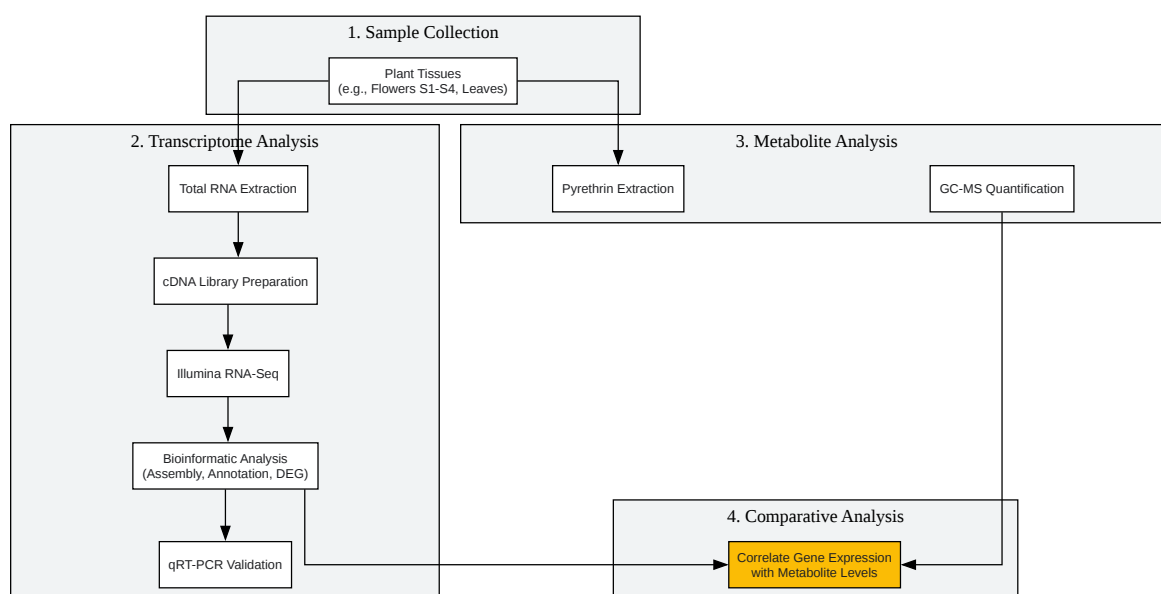 1. Sample Collection
Plant Tissues
(e.g., Flowers S1-S4, Leaves)
2. Transcriptome Analysis
Total RNA Extraction
cDNA Library Preparation
Illumina RNA-Seq
Bioinformatic Analysis
(Assembly, Annotation, DEG)
qRT-PCR Validation
3. Metabolite Analysis
Pyrethrin Extraction
GC-MS Quantification
4. Comparative Analysis
Correlate Gene Expression
with Metabolite Levels